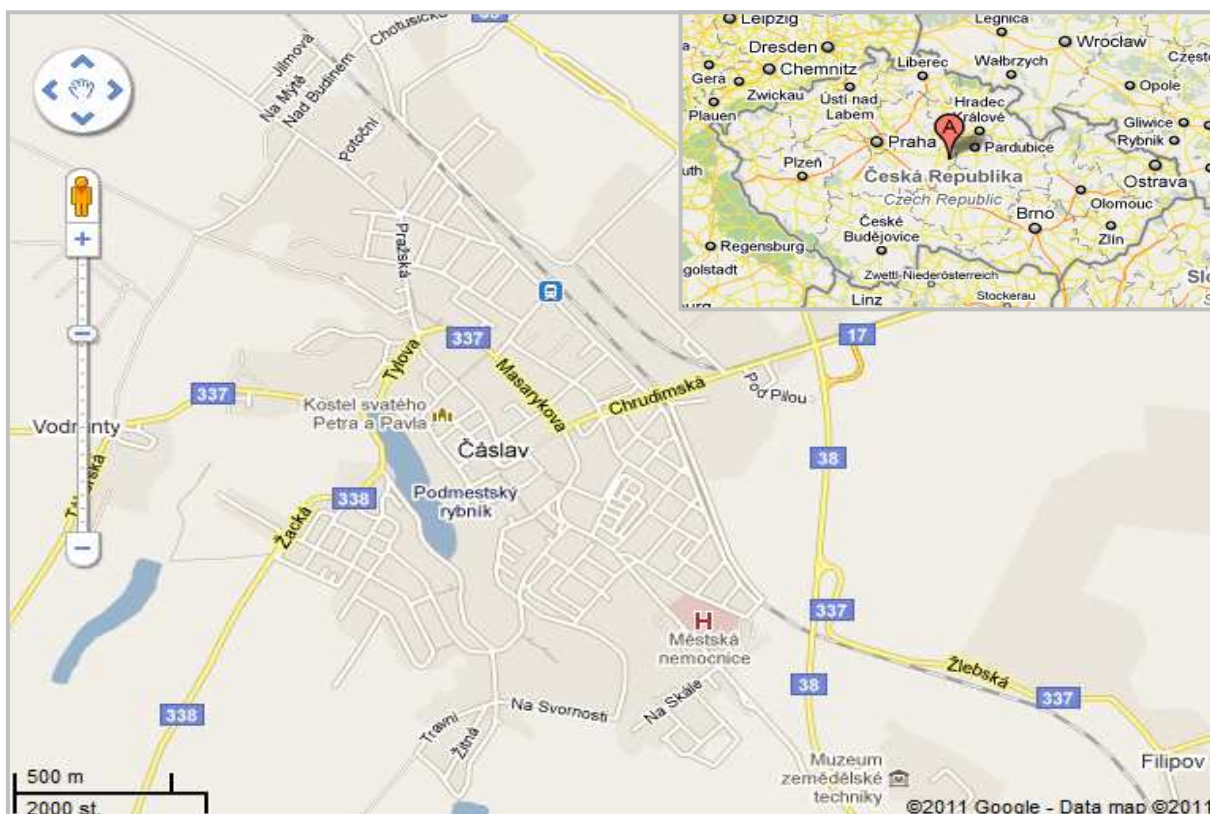 Chotusická
39
Jilmová
Na Mýtě
Nad Budínem
Potoční
Pražská
337
17
Tylova
Masarykova
Chrudimská
Pod Pilou
337
Kostel svatého
Petra a Pavla
Čáslav
38
338
Podmestský
rybník
Žacká
H
Městská
nemocnice
337
Žlebská
337
38
Na Skále
Na Svornosti
Travní
Žitná
338
Muzeum
zemědělské
techniky
Filipov
500 m
2000 st.
©2011 Google - Data map ©2011
Leipzig
Legnica
Dresden
Wrocław
Gera
Chemnitz
Liberec
Wałbrzych
Zwickau
Ústí nad
Labem
Hradec
Králové
Opole
Plauen
A
Gliwice
Rybnik
Praha
Pardubice
Plzeň
Česká Republika
Czech Republic
Ostrava
Olomouc
České
Budějovice
Brno
Zlín
Regensburg
Zwettl-Niederösterreich
Linz
Stockerau